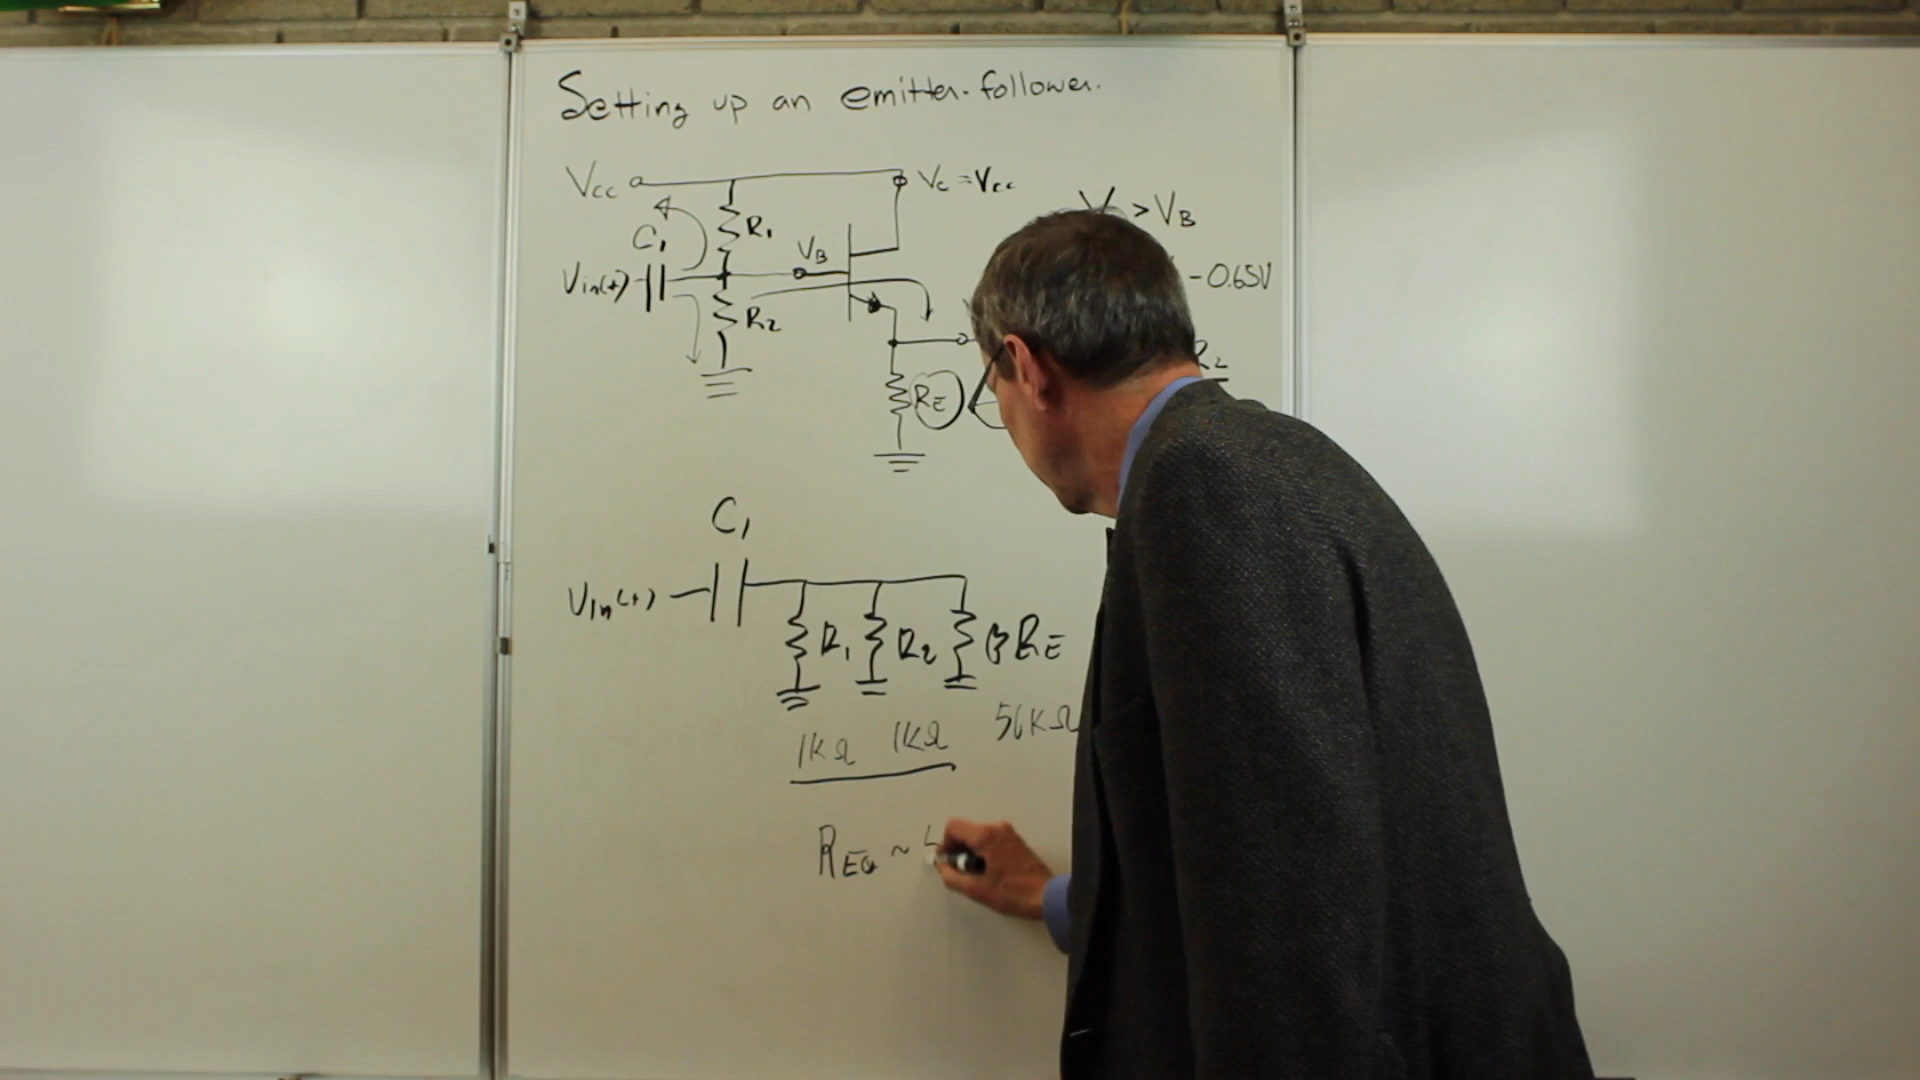 Setting up an emitter-follower.
Vcc
Vc = Vcc
> VB
C1
R1
VB
Vin(t)
- 0.65V
R2
R2
RE
C1
Vin(t)
R1
R2
βRE
1KΩ 1KΩ 56KΩ
REQ ~